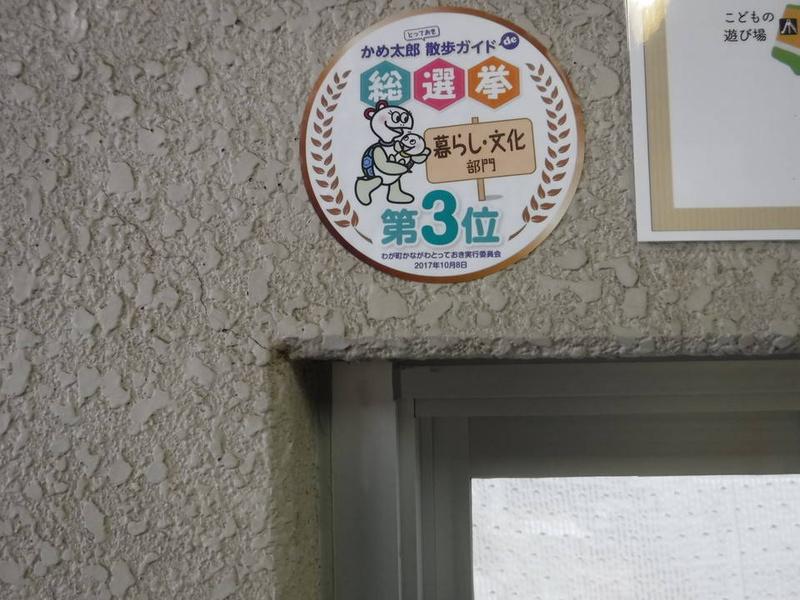 とっておき
かめ太郎 散歩ガイド de
総選挙
暮らし・文化
部門
第3位
わが町かながわとっておき実行委員会
2017年10月8日
こどもの
遊び場